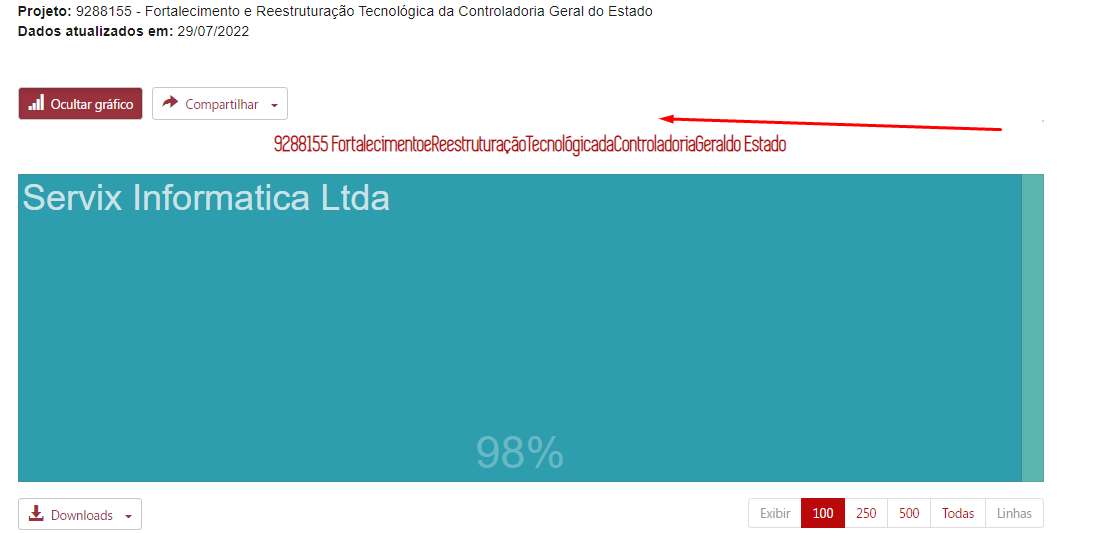 Projeto: 9288155 - Fortalecimento e Reestruturação Tecnológica da Controladoria Geral do Estado
Dados atualizados em: 29/07/2022
Ocultar gráfico Compartilhar
9288155 FortalecimentoeReestruturaçãoTecnológicadaControladoriaGeraldo Estado
Servix Informatica Ltda
98%
Downloads Exibir 100 250 500 Todas Linhas